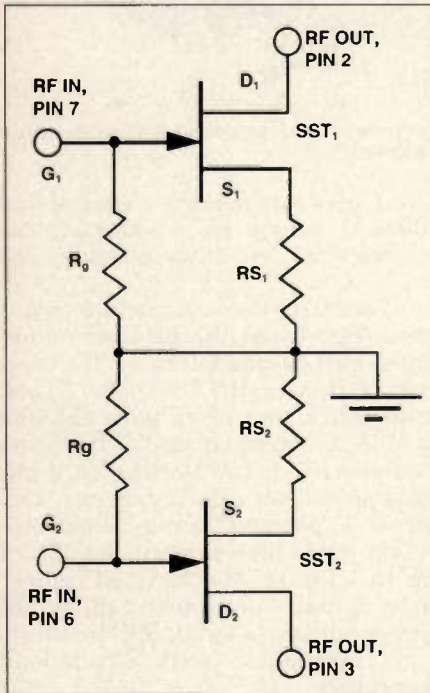 RF OUT,
PIN 2
D₁
RF IN,
PIN 7
SST₁
G₁
S₁
R₉
RS₁
Rg
RS₂
G₂
S₂
SST₂
RF IN,
PIN 6
D₂
RF OUT,
PIN 3